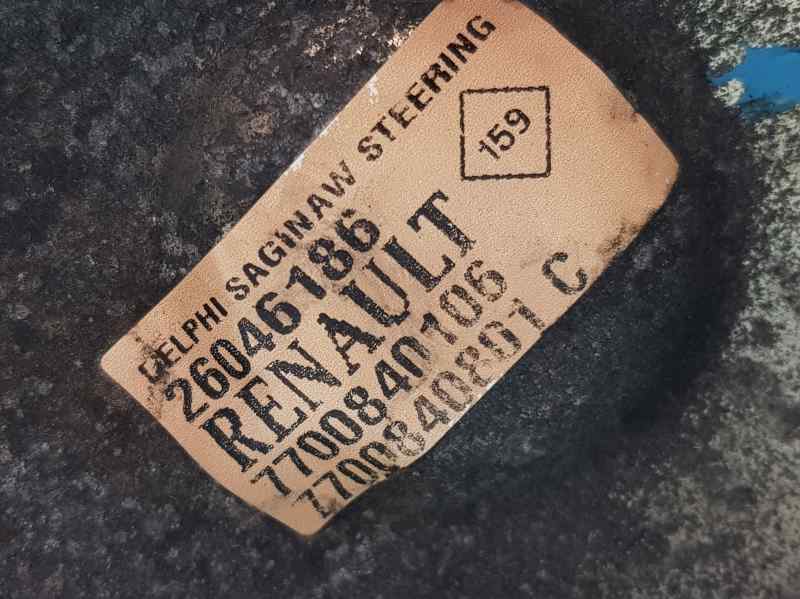 DELPHI SAGINAW STEERING
159
26046186
RENAULT
7700840106
7700840801 C